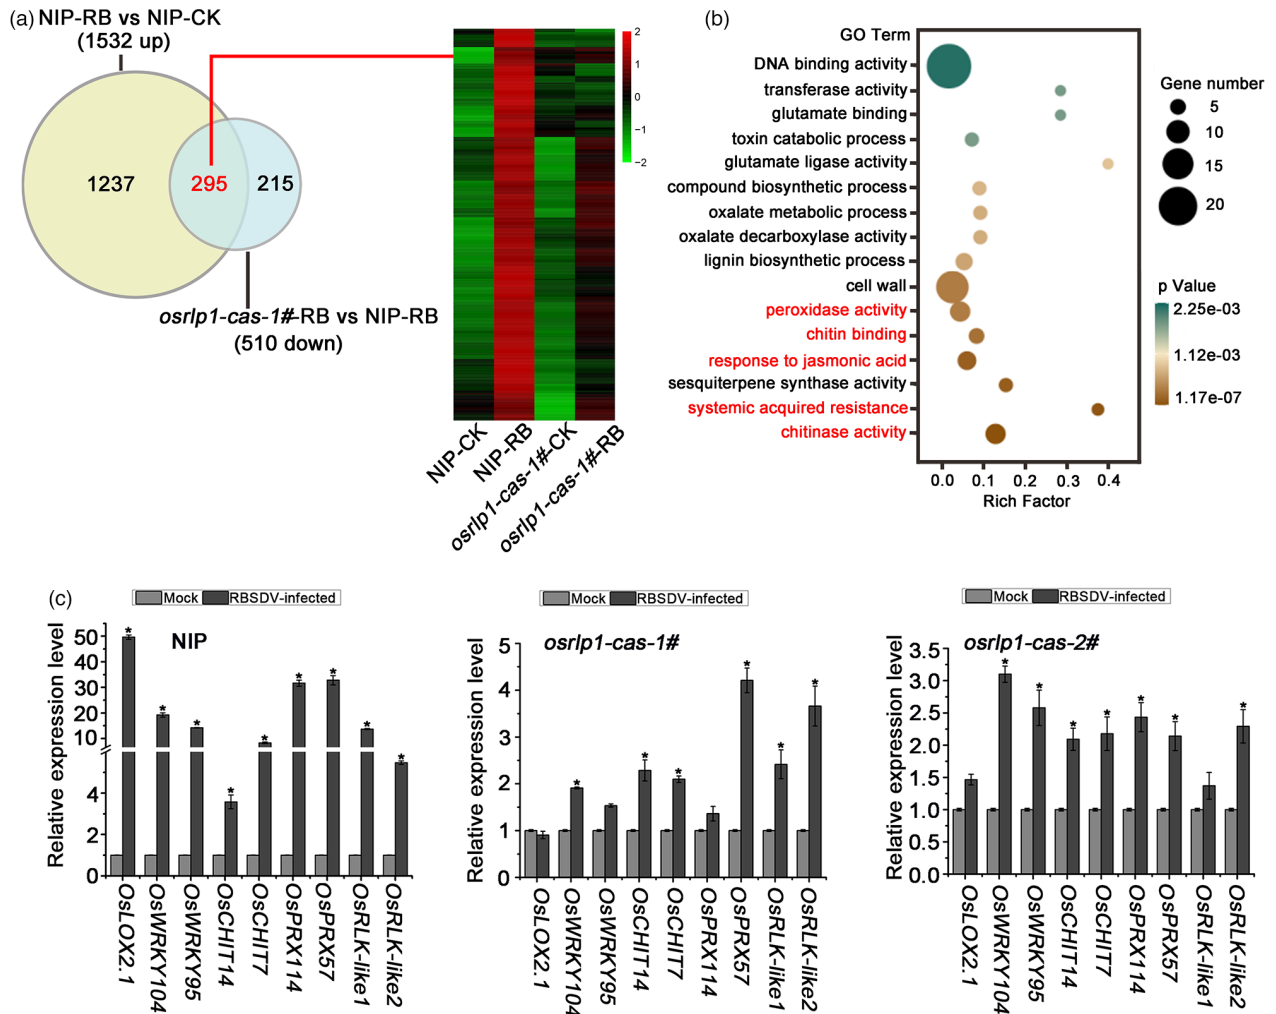 (a)
NIP-RB vs NIP-CK
(1532 up)
1237
295
215
osrlp1-cas-1#-RB vs NIP-RB
(510 down)
2
1
0
−1
−2
NIP-CK
NIP-RB
osrlp1-cas-1#-CK
osrlp1-cas-1#-RB
(b)
GO Term
DNA binding activity
transferase activity
glutamate binding
toxin catabolic process
glutamate ligase activity
compound biosynthetic process
oxalate metabolic process
oxalate decarboxylase activity
lignin biosynthetic process
cell wall
peroxidase activity
chitin binding
response to jasmonic acid
sesquiterpene synthase activity
systemic acquired resistance
chitinase activity
0.0 0.1 0.2 0.3 0.4
Rich Factor
Gene number
5
10
15
20
p Value
2.25e-03
1.12e-03
1.17e-07
(c)
Mock RBSDV-infected
NIP
Relative expression level
50
40
30
20
10
4
2
0
* * * * * * * * *
OsLOX2.1
OsWRKY104
OsWRKY95
OsCHIT14
OsCHIT7
OsPRX114
OsPRX57
OsRLK-like1
OsRLK-like2
Mock RBSDV-infected
osrlp1-cas-1#
Relative expression level
5
4
3
2
1
0
* * * * * *
OsLOX2.1
OsWRKY104
OsWRKY95
OsCHIT14
OsCHIT7
OsPRX114
OsPRX57
OsRLK-like1
OsRLK-like2
Mock RBSDV-infected
osrlp1-cas-2#
Relative expression level
3.5
3.0
2.5
2.0
1.5
1.0
0.5
0.0
* * * * * * *
OsLOX2.1
OsWRKY104
OsWRKY95
OsCHIT14
OsCHIT7
OsPRX114
OsPRX57
OsRLK-like1
OsRLK-like2